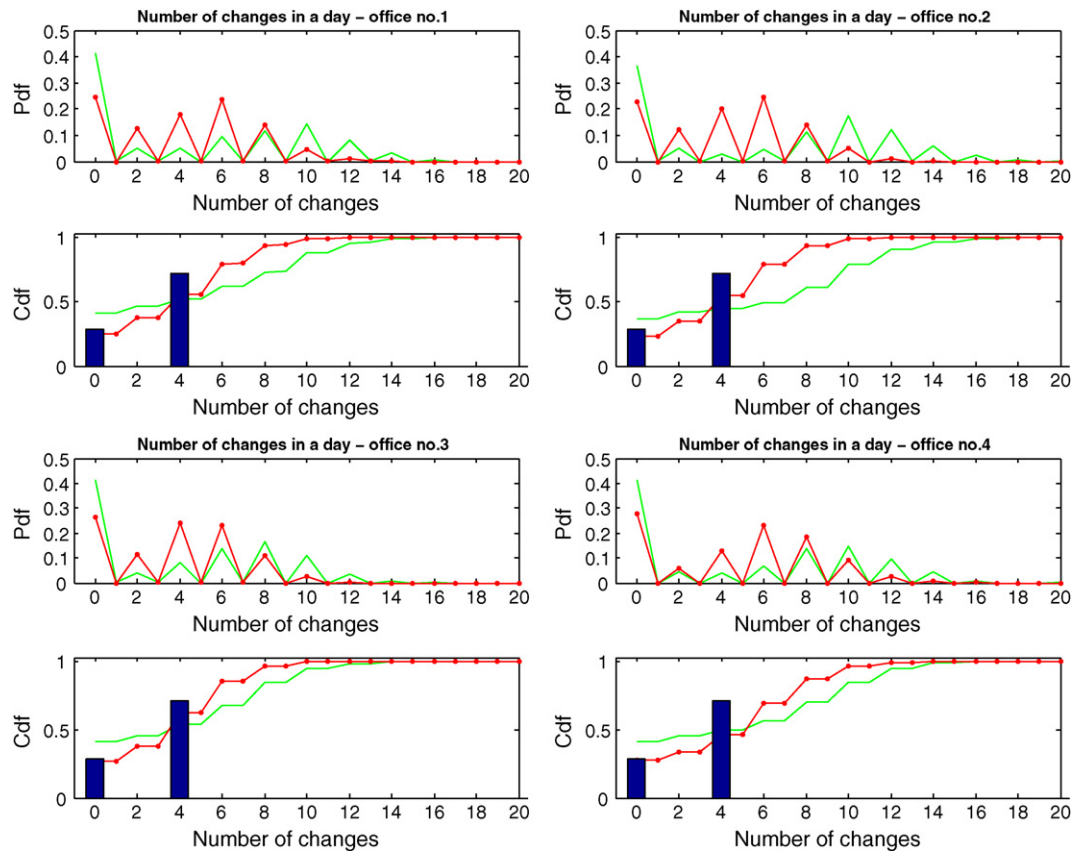 Number of changes in a day – office no.1
Pdf
0.5
0.4
0.3
0.2
0.1
0
0 2 4 6 8 10 12 14 16 18 20
Number of changes
Cdf
1
0.5
0
0 2 4 6 8 10 12 14 16 18 20
Number of changes
Number of changes in a day – office no.2
Pdf
0.5
0.4
0.3
0.2
0.1
0
0 2 4 6 8 10 12 14 16 18 20
Number of changes
Cdf
1
0.5
0
0 2 4 6 8 10 12 14 16 18 20
Number of changes
Number of changes in a day – office no.3
Pdf
0.5
0.4
0.3
0.2
0.1
0
0 2 4 6 8 10 12 14 16 18 20
Number of changes
Cdf
1
0.5
0
0 2 4 6 8 10 12 14 16 18 20
Number of changes
Number of changes in a day – office no.4
Pdf
0.5
0.4
0.3
0.2
0.1
0
0 2 4 6 8 10 12 14 16 18 20
Number of changes
Cdf
1
0.5
0
0 2 4 6 8 10 12 14 16 18 20
Number of changes